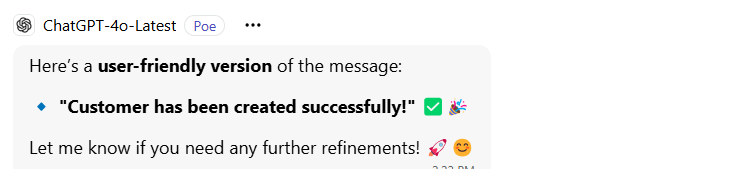 ChatGPT-4o-Latest Poe •••
Here’s a user-friendly version of the message:
🔹 "Customer has been created successfully!" ✅ 🎉
Let me know if you need any further refinements! 🚀 😊